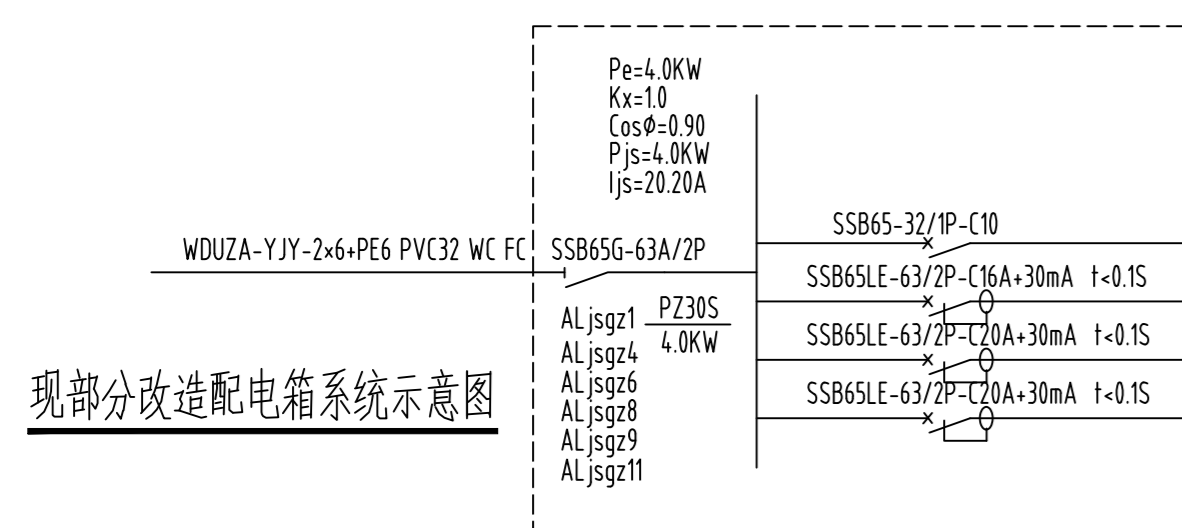 Pe=4.0KW
Kx=1.0
CosØ=0.90
Pjs=4.0KW
Ijs=20.20A
WDUZA-YJY-2×6+PE6 PVC32 WC FC
SSB65G-63A/2P
SSB65-32/1P-C10
SSB65LE-63/2P-C16A+30mA t<0.1S
SSB65LE-63/2P-C20A+30mA t<0.1S
SSB65LE-63/2P-C20A+30mA t<0.1S
ALjsgz1
ALjsgz4
ALjsgz6
ALjsgz8
ALjsgz9
ALjsgz11
PZ30S
4.0KW
现部分改造配电箱系统示意图